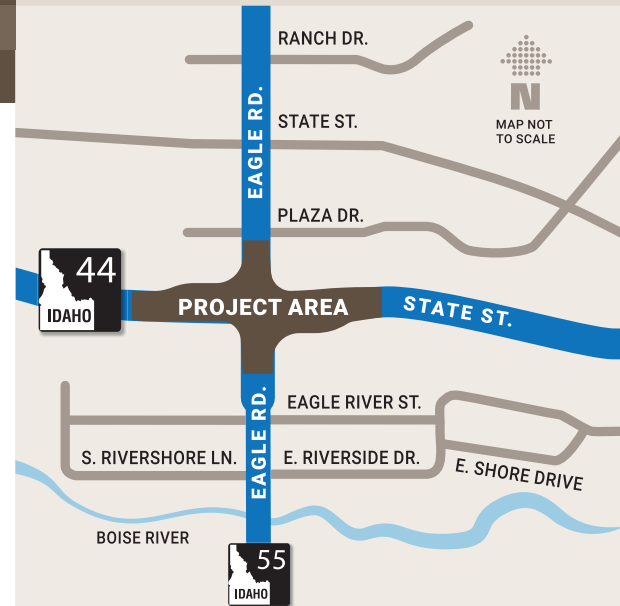 RANCH DR.
EAGLE RD.
N
MAP NOT
TO SCALE
STATE ST.
PLAZA DR.
44
IDAHO
PROJECT AREA
STATE ST.
EAGLE RIVER ST.
EAGLE RD.
S. RIVERSHORE LN.
E. RIVERSIDE DR.
E. SHORE DRIVE
BOISE RIVER
55
IDAHO